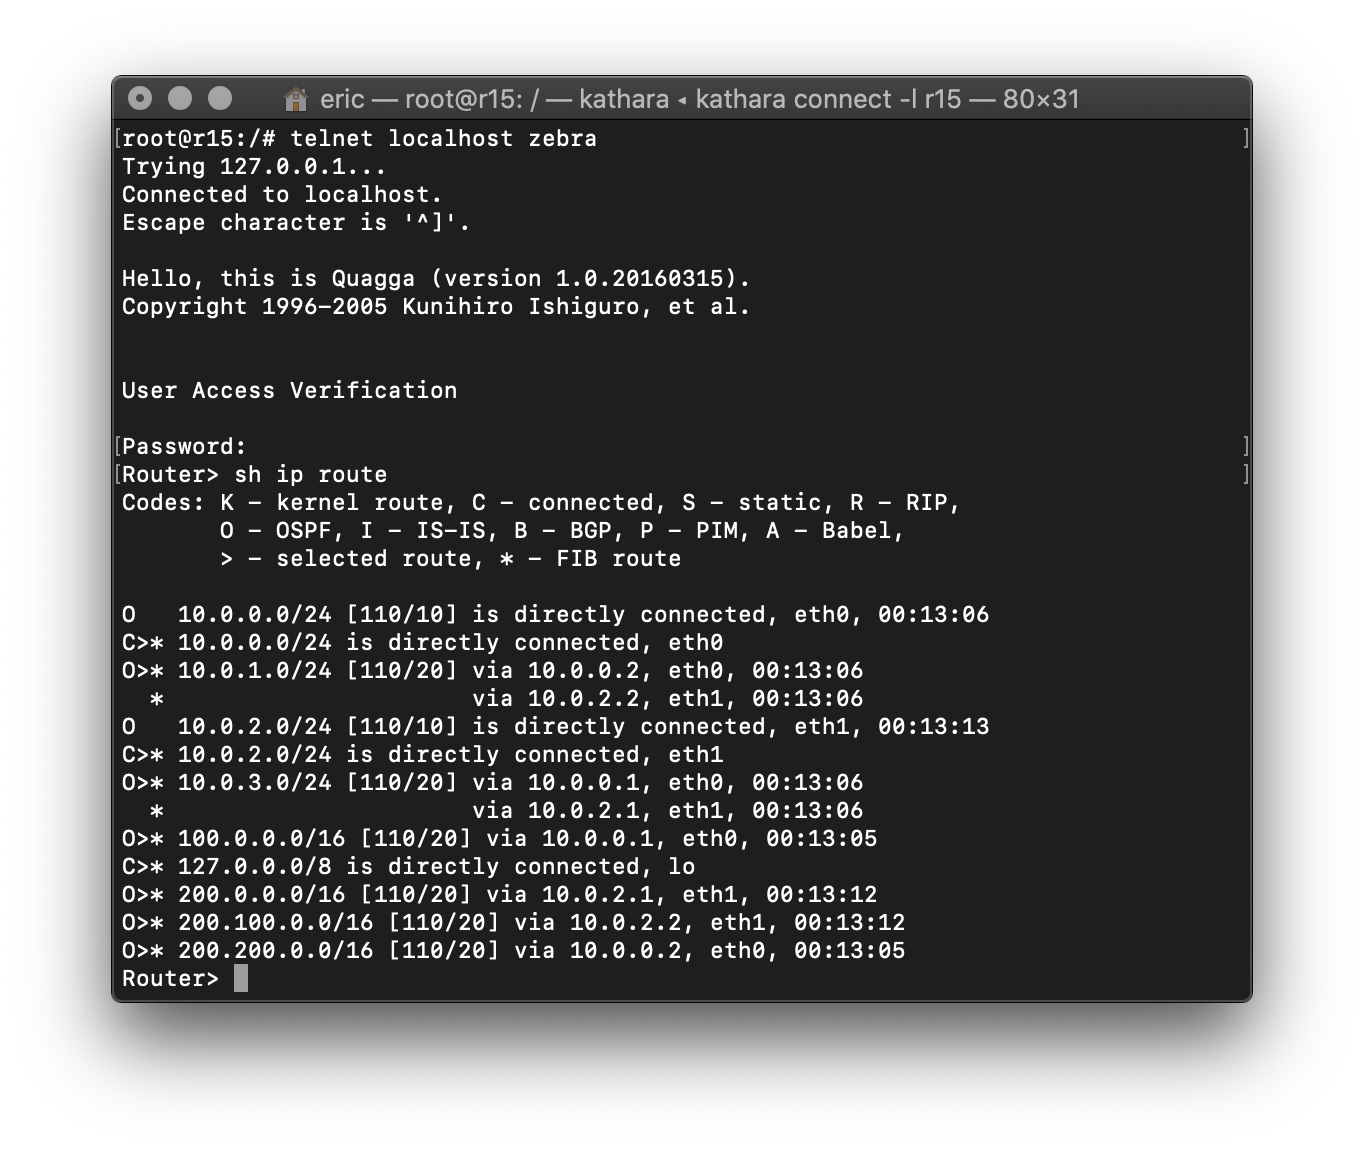 eric — root@r15: / — kathara ◂ kathara connect -l r15 — 80×31
[root@r15:/# telnet localhost zebra ]
Trying 127.0.0.1...
Connected to localhost.
Escape character is '^]'.
Hello, this is Quagga (version 1.0.20160315).
Copyright 1996-2005 Kunihiro Ishiguro, et al.
User Access Verification
[Password: ]
[Router> sh ip route ]
Codes: K - kernel route, C - connected, S - static, R - RIP,
       O - OSPF, I - IS-IS, B - BGP, P - PIM, A - Babel,
       > - selected route, * - FIB route
O   10.0.0.0/24 [110/10] is directly connected, eth0, 00:13:06
C>* 10.0.0.0/24 is directly connected, eth0
O>* 10.0.1.0/24 [110/20] via 10.0.0.2, eth0, 00:13:06
  *                      via 10.0.2.2, eth1, 00:13:06
O   10.0.2.0/24 [110/10] is directly connected, eth1, 00:13:13
C>* 10.0.2.0/24 is directly connected, eth1
O>* 10.0.3.0/24 [110/20] via 10.0.0.1, eth0, 00:13:06
  *                      via 10.0.2.1, eth1, 00:13:06
O>* 100.0.0.0/16 [110/20] via 10.0.0.1, eth0, 00:13:05
C>* 127.0.0.0/8 is directly connected, lo
O>* 200.0.0.0/16 [110/20] via 10.0.2.1, eth1, 00:13:12
O>* 200.100.0.0/16 [110/20] via 10.0.2.2, eth1, 00:13:12
O>* 200.200.0.0/16 [110/20] via 10.0.0.2, eth0, 00:13:05
Router>